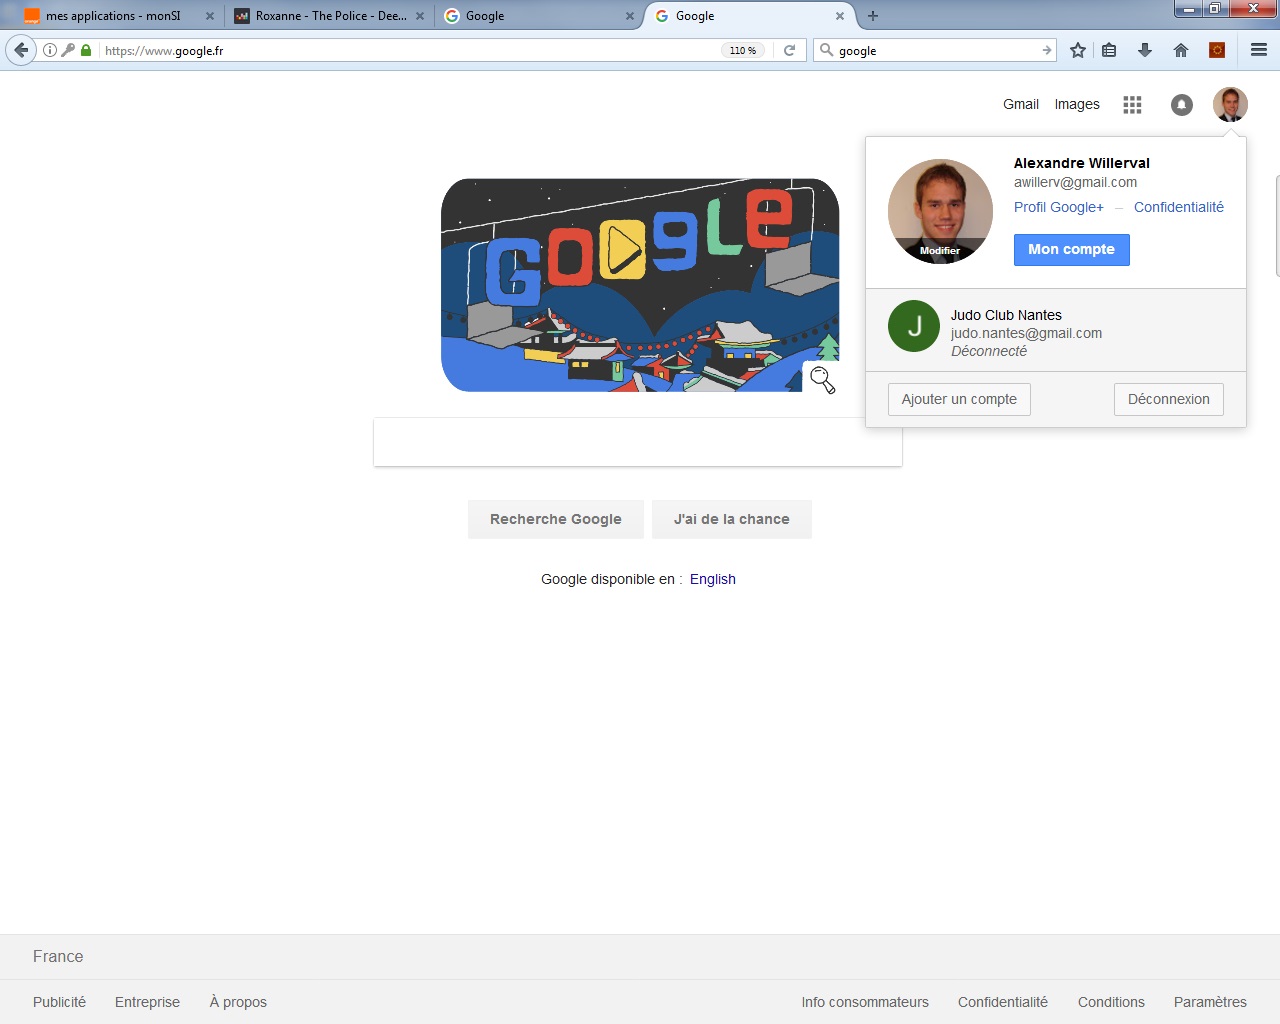 mes applications - monSI
Roxanne - The Police - Dee...
Google
Google
https://www.google.fr
110 %
google
Gmail Images
Alexandre Willerval
awillerv@gmail.com
Profil Google+ – Confidentialité
Modifier
Mon compte
Google
J
Judo Club Nantes
judo.nantes@gmail.com
Déconnecté
Ajouter un compte Déconnexion
Recherche Google J'ai de la chance
Google disponible en : English
France
Publicité Entreprise À propos Info consommateurs Confidentialité Conditions Paramètres